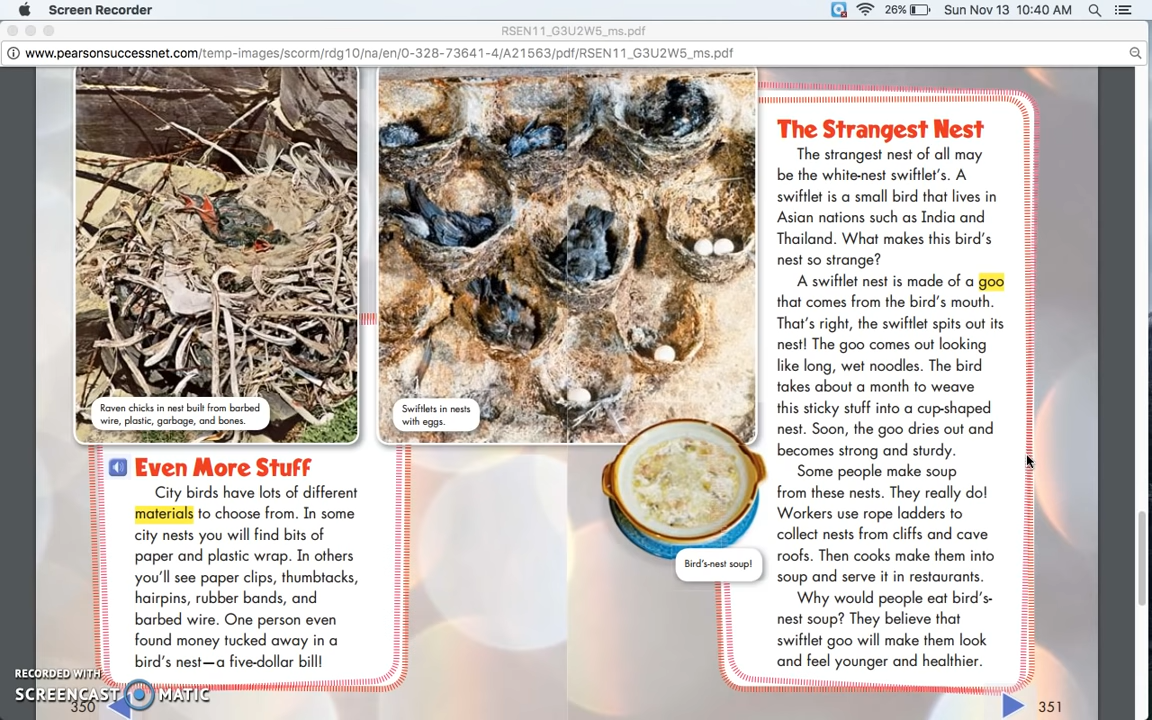 Screen Recorder
26%
Sun Nov 13 10:40 AM
RSEN11_G3U2W5_ms.pdf
www.pearsonsuccessnet.com/temp-images/scorm/rdg10/na/en/0-328-73641-4/A21563/pdf/RSEN11_G3U2W5_ms.pdf
Raven chicks in nest built from barbed
wire, plastic, garbage, and bones.
Swiftlets in nests
with eggs.
Even More Stuff
City birds have lots of different
materials to choose from. In some
city nests you will find bits of
paper and plastic wrap. In others
you'll see paper clips, thumbtacks,
hairpins, rubber bands, and
barbed wire. One person even
found money tucked away in a
bird's nest—a five-dollar bill!
Bird's-nest soup!
The Strangest Nest
The strangest nest of all may
be the white-nest swiftlet's. A
swiftlet is a small bird that lives in
Asian nations such as India and
Thailand. What makes this bird's
nest so strange?
A swiftlet nest is made of a goo
that comes from the bird's mouth.
That's right, the swiftlet spits out its
nest! The goo comes out looking
like long, wet noodles. The bird
takes about a month to weave
this sticky stuff into a cup-shaped
nest. Soon, the goo dries out and
becomes strong and sturdy.
Some people make soup
from these nests. They really do!
Workers use rope ladders to
collect nests from cliffs and cave
roofs. Then cooks make them into
soup and serve it in restaurants.
Why would people eat bird's-
nest soup? They believe that
swiftlet goo will make them look
and feel younger and healthier.
RECORDED WITH
SCREENCAST MATIC
350
351